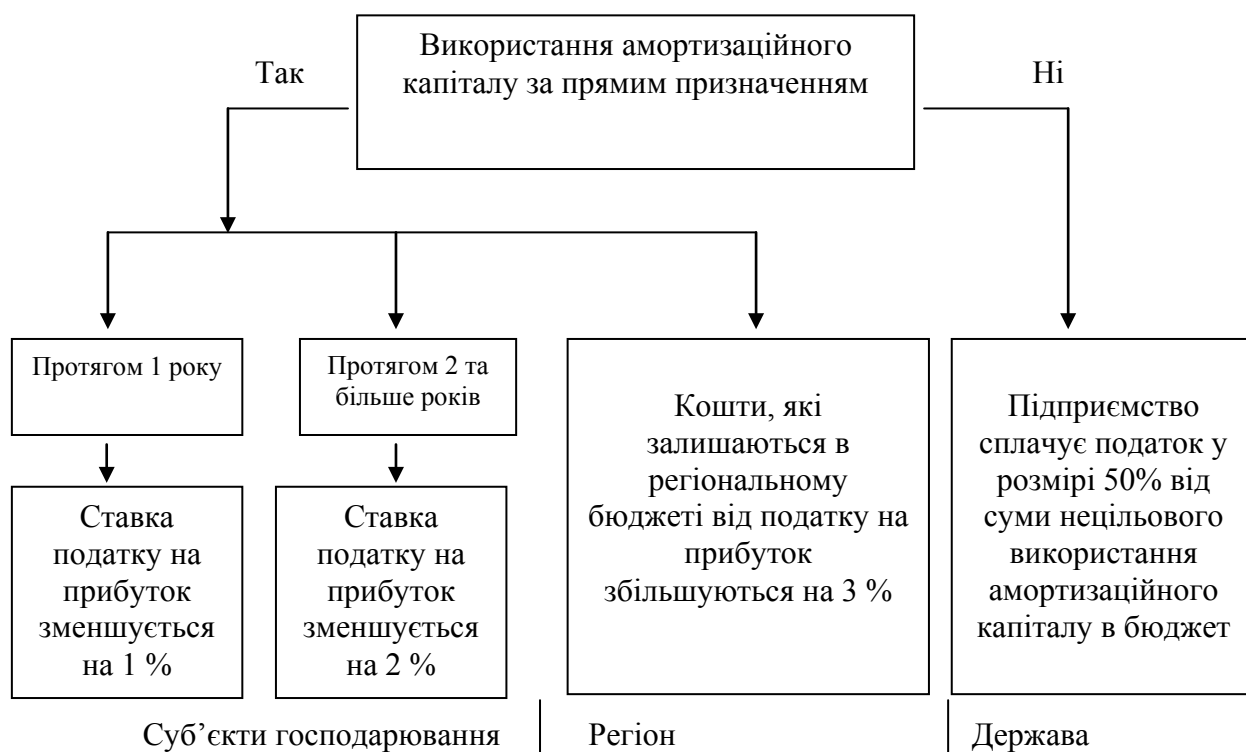 Використання амортизаційного
капіталу за прямим призначенням
Так
Ні
Протягом 1 року
Протягом 2 та
більше років
Кошти, які
залишаються в
регіональному
бюджеті від податку на
прибуток
збільшуються на 3 %
Підприємство
сплачує податок у
розмірі 50% від
суми нецільового
використання
амортизаційного
капіталу в бюджет
Ставка
податку на
прибуток
зменшується
на 1 %
Ставка
податку на
прибуток
зменшується
на 2 %
Суб’єкти господарювання
Регіон
Держава